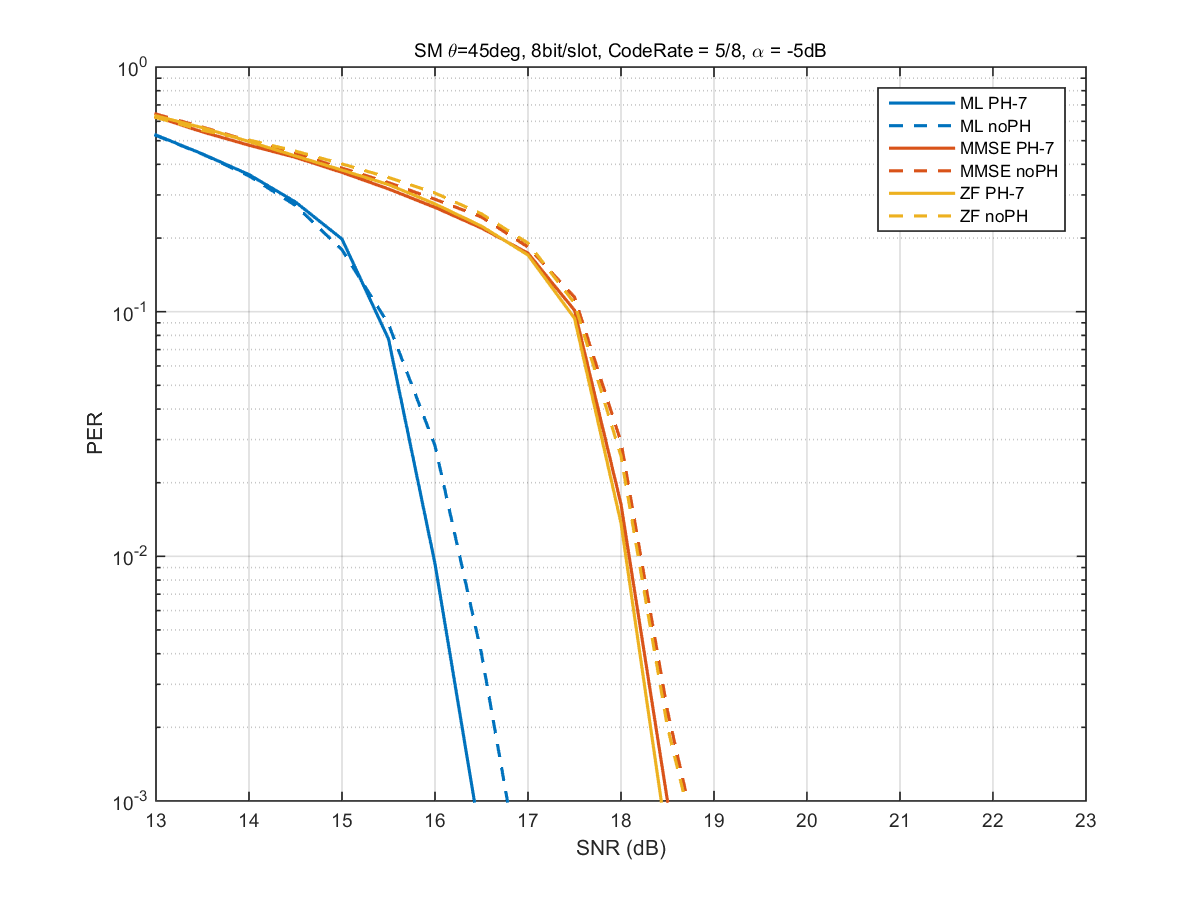 SM θ=45deg, 8bit/slot, CodeRate = 5/8, α = -5dB
10^0
10^-1
10^-2
10^-3
PER
ML PH-7
ML noPH
MMSE PH-7
MMSE noPH
ZF PH-7
ZF noPH
13 14 15 16 17 18 19 20 21 22 23
SNR (dB)